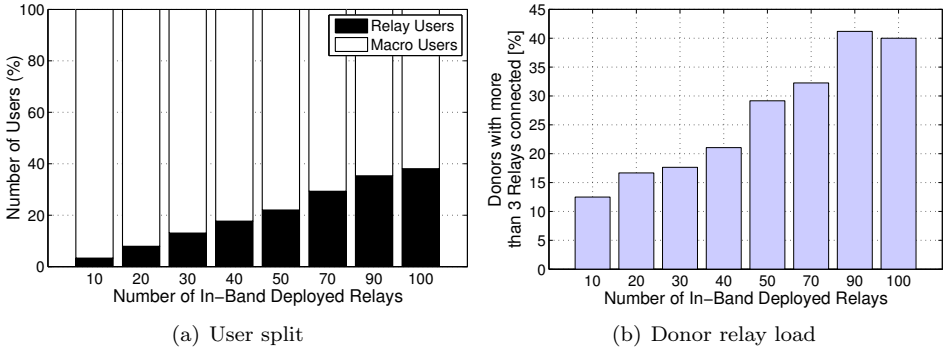 100
80
60
40
20
0
Number of Users (%)
Relay Users
Macro Users
10 20 30 40 50 70 90 100
Number of In−Band Deployed Relays
(a) User split
45
40
35
30
25
20
15
10
5
0
Donors with more
than 3 Relays connected [%]
10 20 30 40 50 70 90 100
Number of In−Band Deployed Relays
(b) Donor relay load